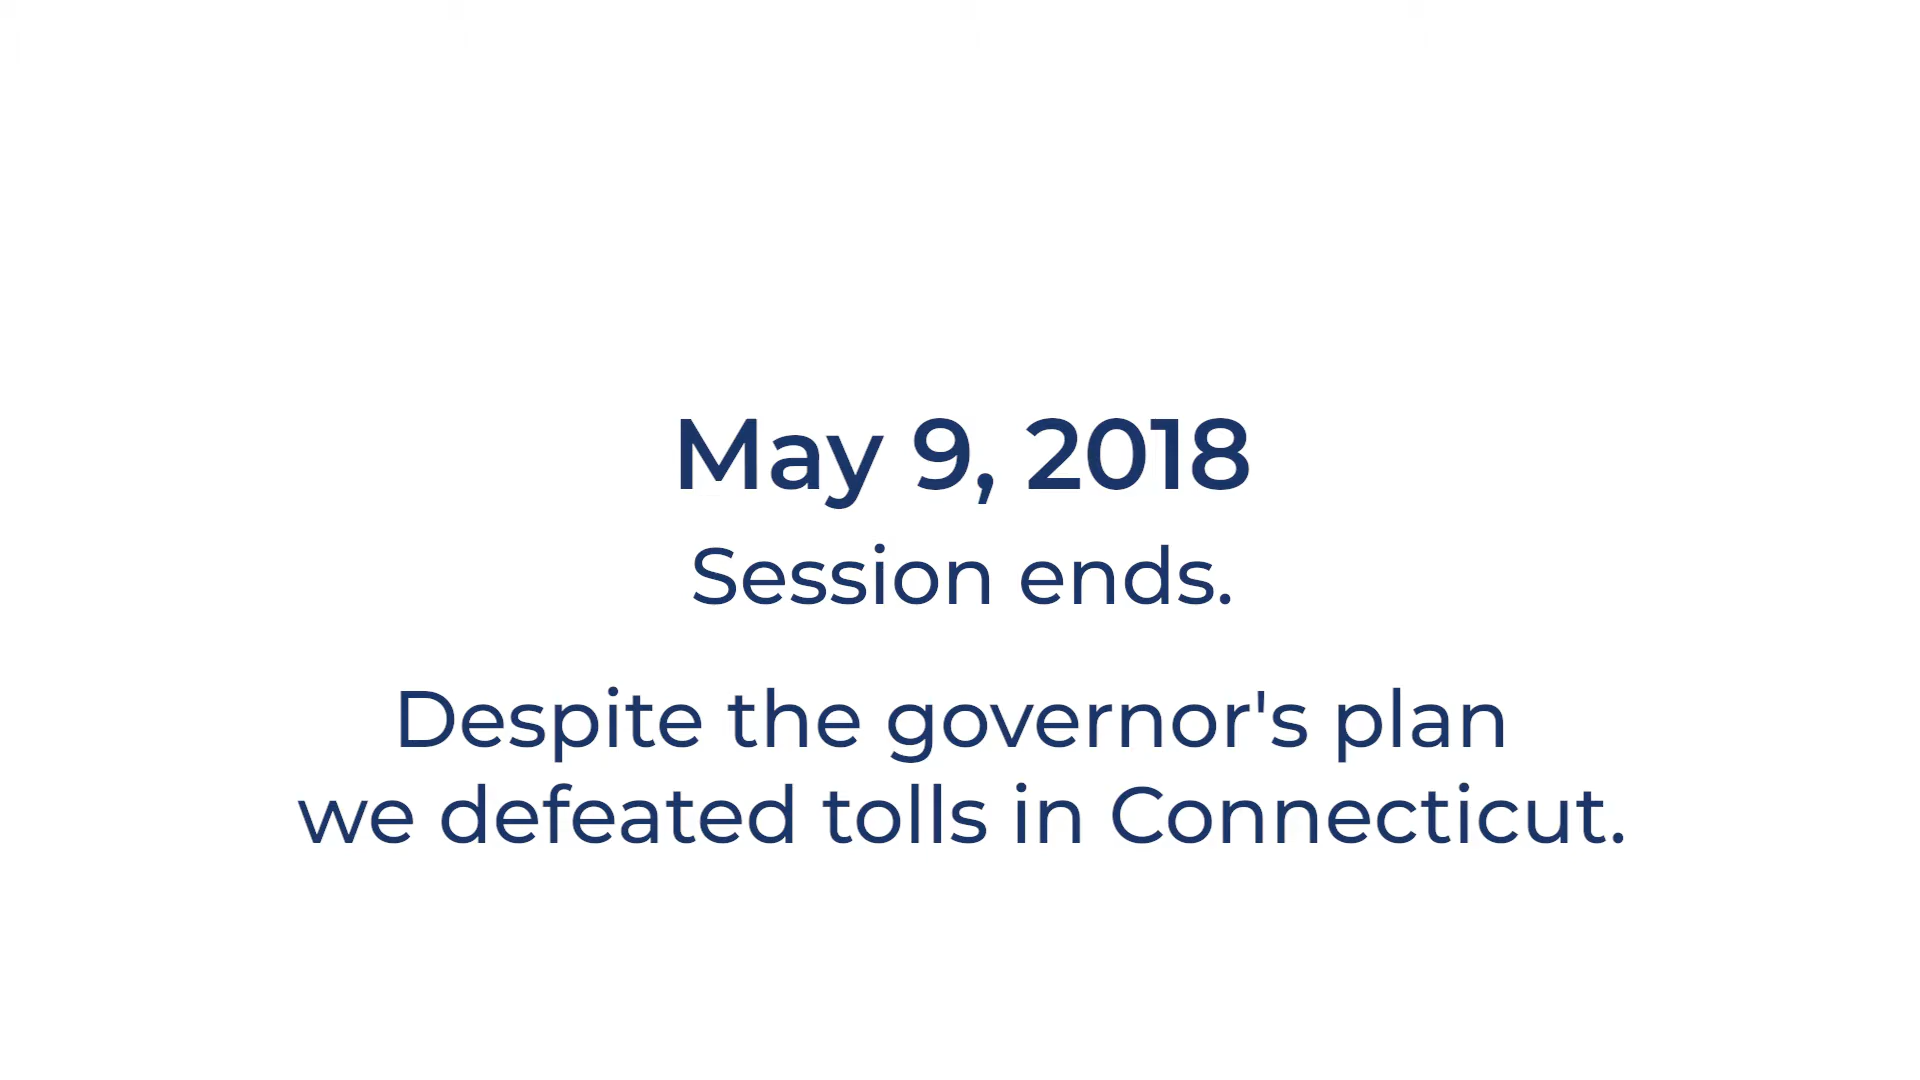 May 9, 2018
Session ends.
Despite the governor's plan
we defeated tolls in Connecticut.